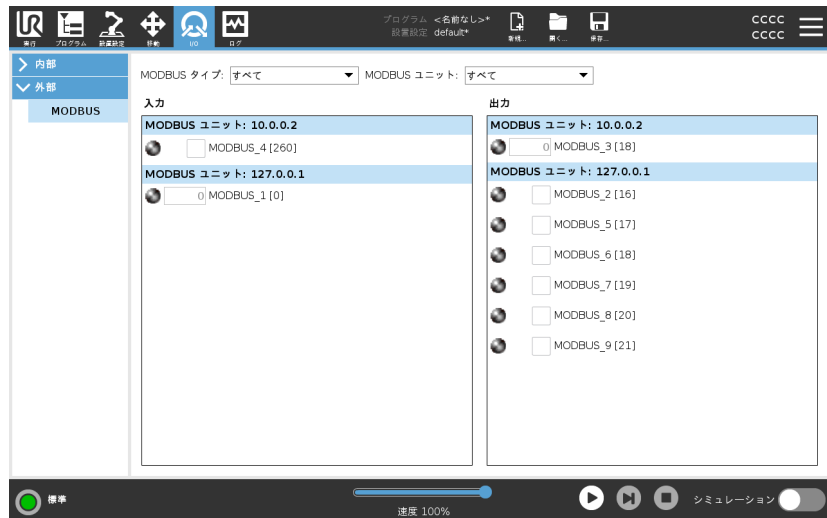 UR
実行
プログラム
設置設定
移動
I/O
ログ
プログラム <名前なし>*
設置設定 default*
新規...
開く...
保存...
cccc
cccc
内部
外部
MODBUS
MODBUS タイプ: すべて
MODBUS ユニット: すべて
入力
MODBUS ユニット: 10.0.0.2
MODBUS_4 [260]
MODBUS ユニット: 127.0.0.1
0 MODBUS_1 [0]
出力
MODBUS ユニット: 10.0.0.2
0 MODBUS_3 [18]
MODBUS ユニット: 127.0.0.1
MODBUS_2 [16]
MODBUS_5 [17]
MODBUS_6 [18]
MODBUS_7 [19]
MODBUS_8 [20]
MODBUS_9 [21]
標準
速度 100%
シミュレーション